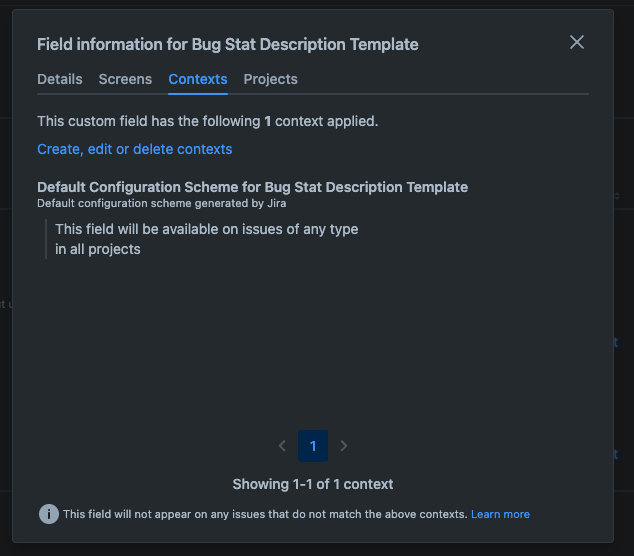 Field information for Bug Stat Description Template
Details Screens Contexts Projects
This custom field has the following 1 context applied.
Create, edit or delete contexts
Default Configuration Scheme for Bug Stat Description Template
Default configuration scheme generated by Jira
This field will be available on issues of any type
in all projects
1
Showing 1-1 of 1 context
This field will not appear on any issues that do not match the above contexts. Learn more